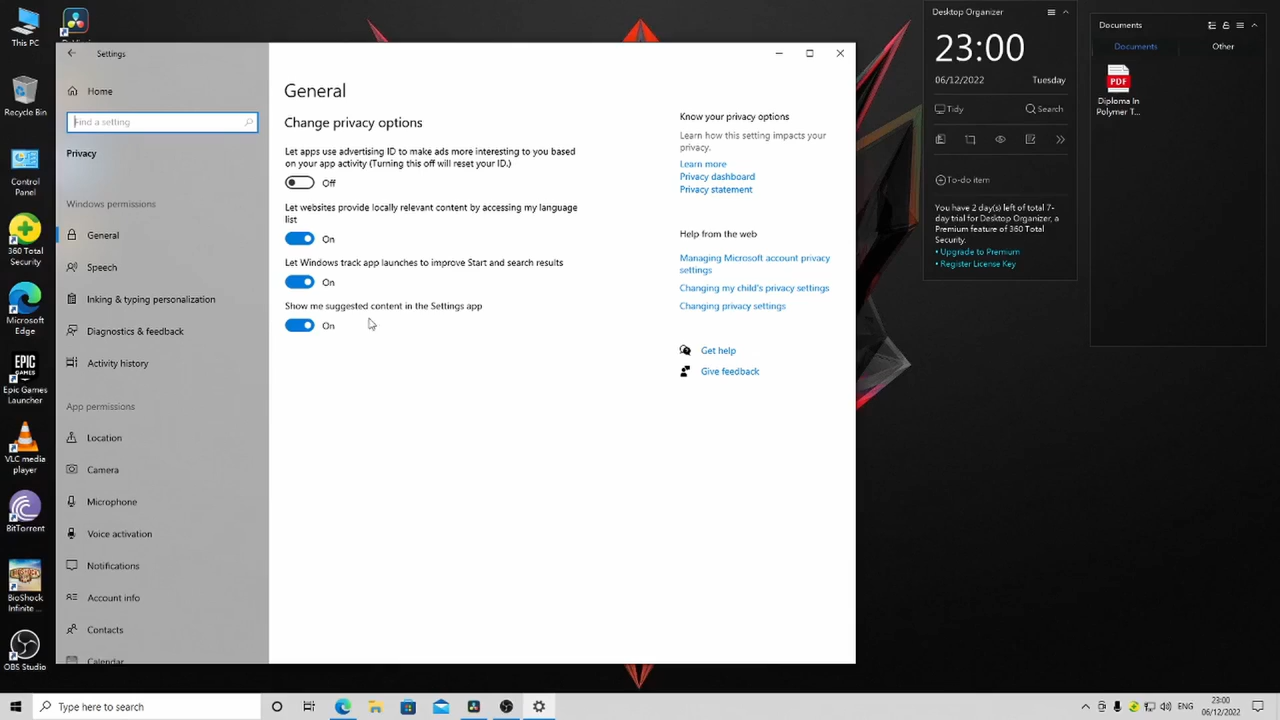 This PC
Recycle Bin
Control
Panel
360 Total
Security
Microsoft
Edge
EPIC
GAMES
Epic Games
Launcher
VLC media
player
BitTorrent
BioShock
Infinite ...
OBS Studio
Settings
Home
Find a setting
Privacy
Windows permissions
General
Speech
Inking & typing personalization
Diagnostics & feedback
Activity history
App permissions
Location
Camera
Microphone
Voice activation
Notifications
Account info
Contacts
Calendar
General
Change privacy options
Let apps use advertising ID to make ads more interesting to you based
on your app activity (Turning this off will reset your ID.)
Off
Let websites provide locally relevant content by accessing my language
list
On
Let Windows track app launches to improve Start and search results
On
Show me suggested content in the Settings app
On
Know your privacy options
Learn how this setting impacts your
privacy.
Learn more
Privacy dashboard
Privacy statement
Help from the web
Managing Microsoft account privacy
settings
Changing my child's privacy settings
Changing privacy settings
Get help
Give feedback
Desktop Organizer
23:00
06/12/2022 Tuesday
Tidy Search
To-do item
You have 2 day(s) left of total 7-
day trial for Desktop Organizer, a
Premium feature of 360 Total
Security.
• Upgrade to Premium
• Register License Key
Documents
Documents Other
PDF
Diploma In
Polymer T...
Type here to search
ENG
23:00
06/12/2022